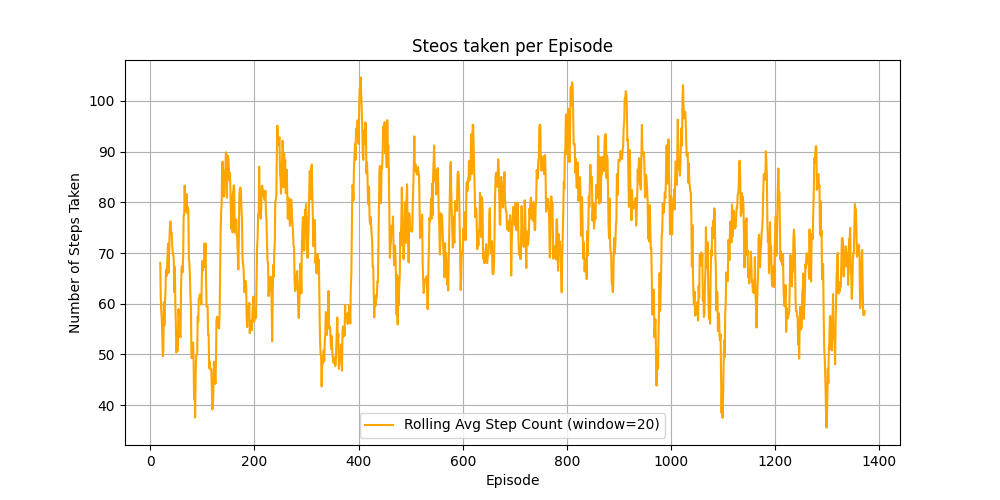 Steos taken per Episode
Number of Steps Taken
100
90
80
70
60
50
40
Rolling Avg Step Count (window=20)
0 200 400 600 800 1000 1200 1400
Episode